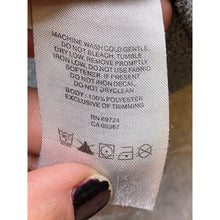 MACHINE WASH COLD GENTLE,
DO NOT BLEACH, TUMBLE
DRY LOW, REMOVE PROMPTLY
IRON LOW, DO NOT USE FABRIC
SOFTENER. IF PRESENT
DO NOT IRON DECAL.
DO NOT DRYCLEAN
BODY : 100% POLYESTER
EXCLUSIVE OF TRIMMING
RN 69724
CA 65367